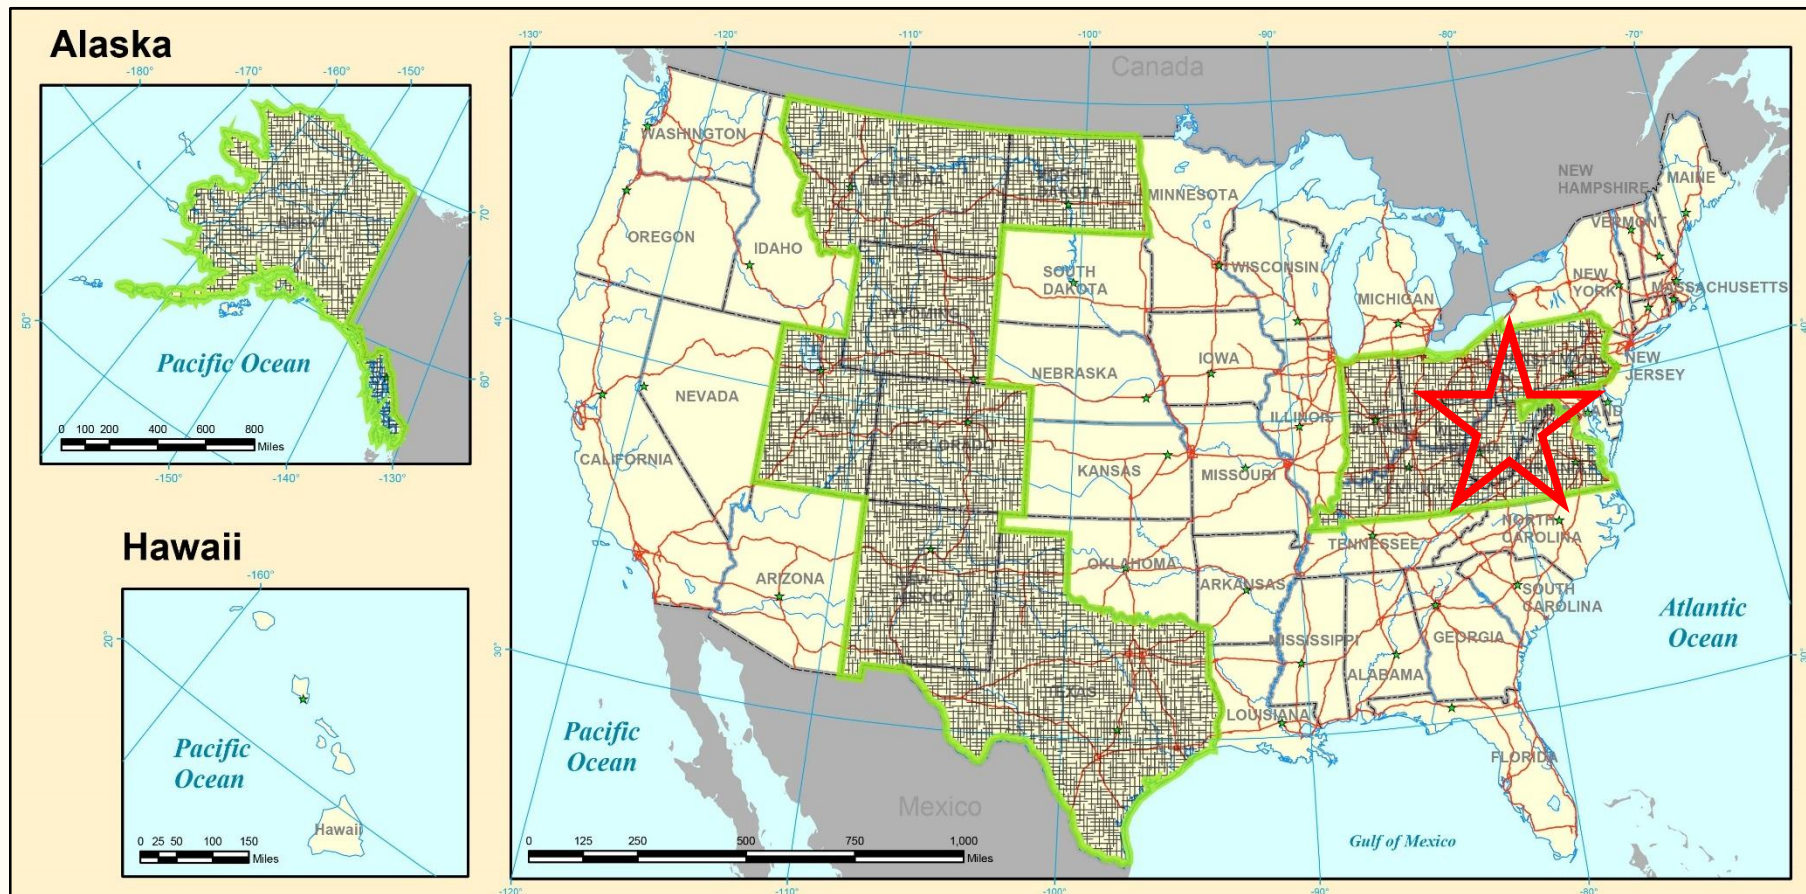 Alaska
-180°
-170°
-160°
-150°
70°
60°
50°
-150°
-140°
-130°
Pacific Ocean
0 100 200 400 600 800
Miles
Hawaii
-160°
20°
Pacific
Ocean
Hawaii
0 25 50 100 150
Miles
-130°
-120°
-110°
-100°
-90°
-80°
-70°
Canada
WASHINGTON
MONTANA
NORTH
DAKOTA
MINNESOTA
NEW
HAMPSHIRE
MAINE
VERMONT
OREGON
IDAHO
SOUTH
DAKOTA
WISCONSIN
MICHIGAN
NEW
YORK
MASSACHUSETTS
WYOMING
40°
40°
IOWA
NEBRASKA
NEW
JERSEY
NEVADA
ILLINOIS
COLORADO
CALIFORNIA
KANSAS
MISSOURI
KENTUCKY
NORTH
CAROLINA
TENNESSEE
ARIZONA
NEW
MEXICO
OKLAHOMA
ARKANSAS
SOUTH
CAROLINA
MISSISSIPPI
GEORGIA
ALABAMA
TEXAS
LOUISIANA
FLORIDA
30°
30°
Atlantic
Ocean
Pacific
Ocean
Mexico
Gulf of Mexico
0 125 250 500 750 1,000
Miles
-120°
-110°
-100°
-90°
-80°